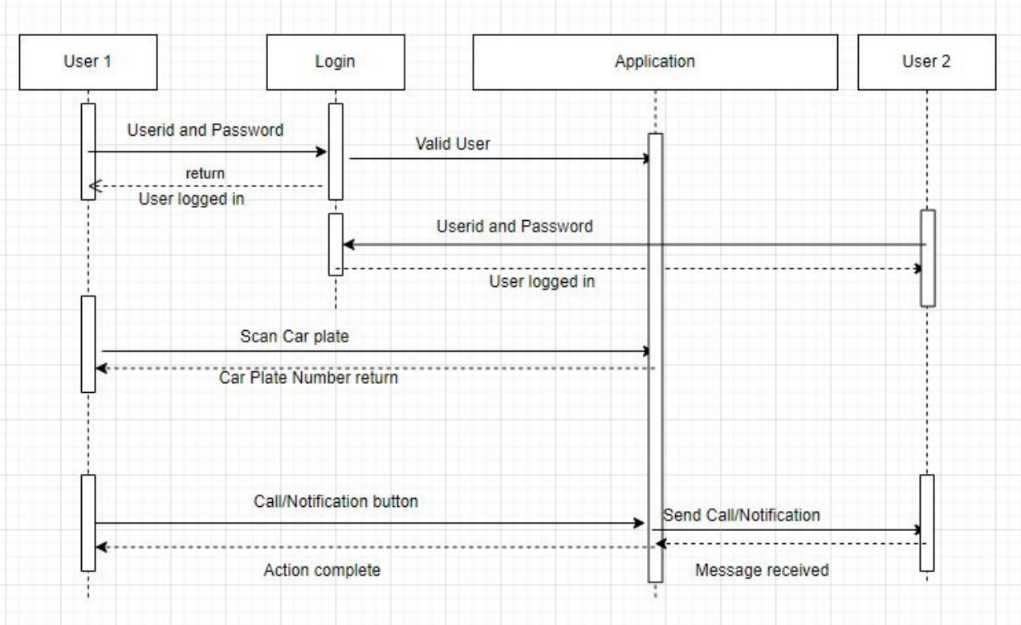 User 1
Login
Application
User 2
Userid and Password
Valid User
return
User logged in
Userid and Password
User logged in
Scan Car plate
Car Plate Number return
Call/Notification button
Send Call/Notification
Action complete
Message received